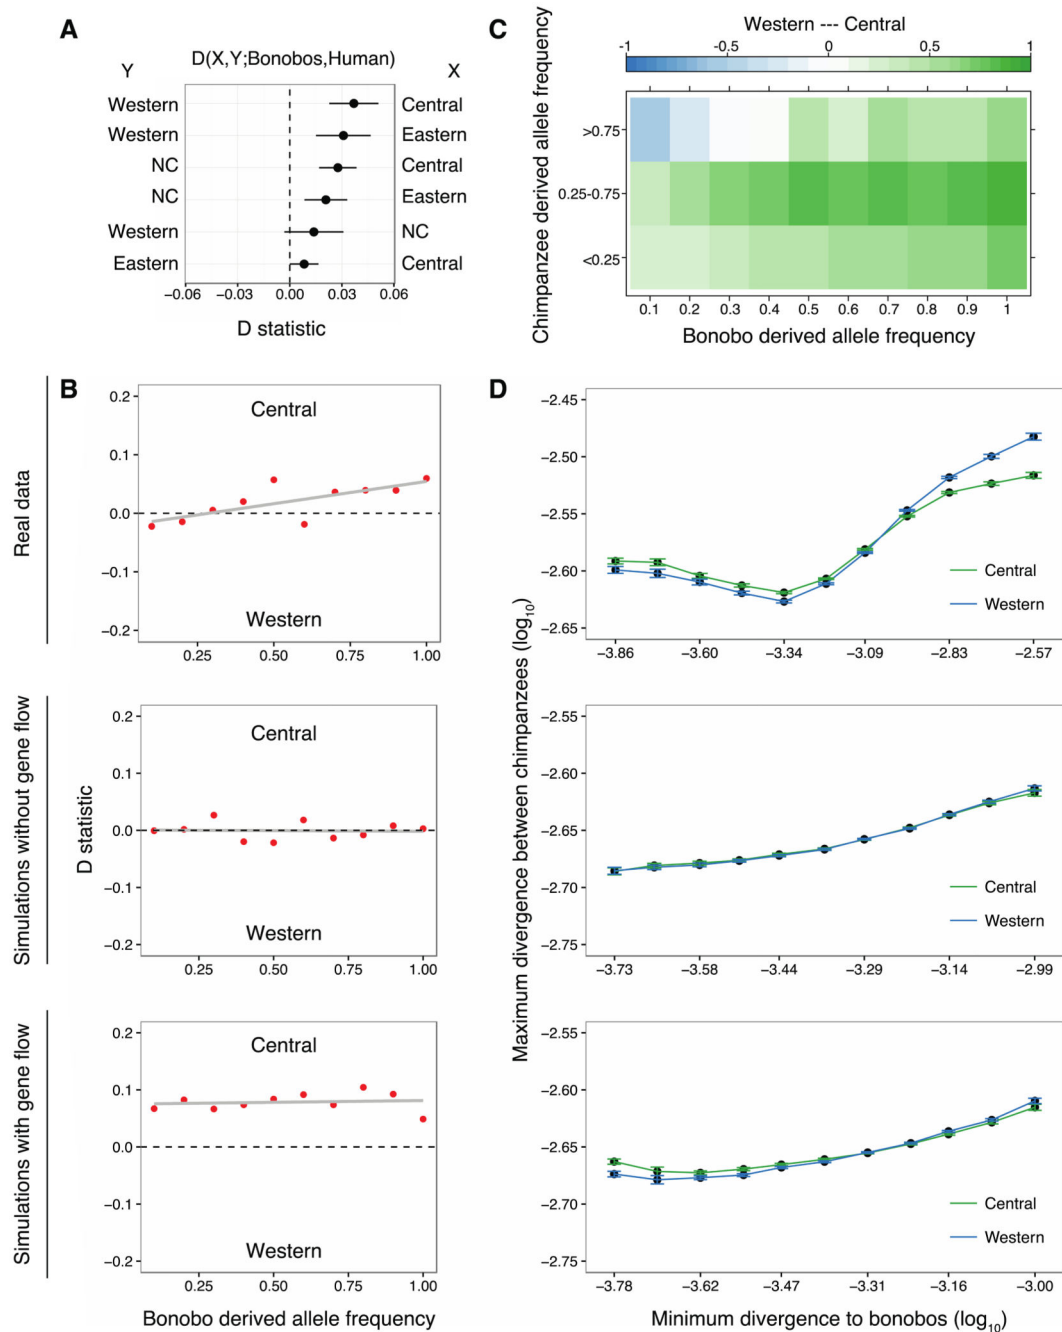 A
D(X,Y;Bonobos,Human)
Y
X
Western
Central
Western
Eastern
NC
Central
NC
Eastern
Western
NC
Eastern
Central
−0.06 −0.03 0.00 0.03 0.06
D statistic
C
Western --- Central
-1 -0.5 0 0.5 1
Chimpanzee derived allele frequency
>0.75
0.25-0.75
<0.25
0.1 0.2 0.3 0.4 0.5 0.6 0.7 0.8 0.9 1.0
Bonobo derived allele frequency
B
Real data
0.2
0.1
0.0
−0.1
−0.2
Central
Western
0.25 0.50 0.75 1.00
Simulations without gene flow
D statistic
0.2
0.1
0.0
−0.1
−0.2
Central
Western
0.25 0.50 0.75 1.00
Simulations with gene flow
0.2
0.1
0.0
−0.1
−0.2
Central
Western
0.25 0.50 0.75 1.00
Bonobo derived allele frequency
D
Maximum divergence between chimpanzees (log10)
−2.45
−2.50
−2.55
−2.60
−2.65
Central
Western
−3.86 −3.60 −3.34 −3.09 −2.83 −2.57
−2.55
−2.60
−2.65
−2.70
−2.75
Central
Western
−3.73 −3.58 −3.44 −3.29 −3.14 −2.99
−2.55
−2.60
−2.65
−2.70
−2.75
Central
Western
−3.78 −3.62 −3.47 −3.31 −3.16 −3.00
Minimum divergence to bonobos (log10)